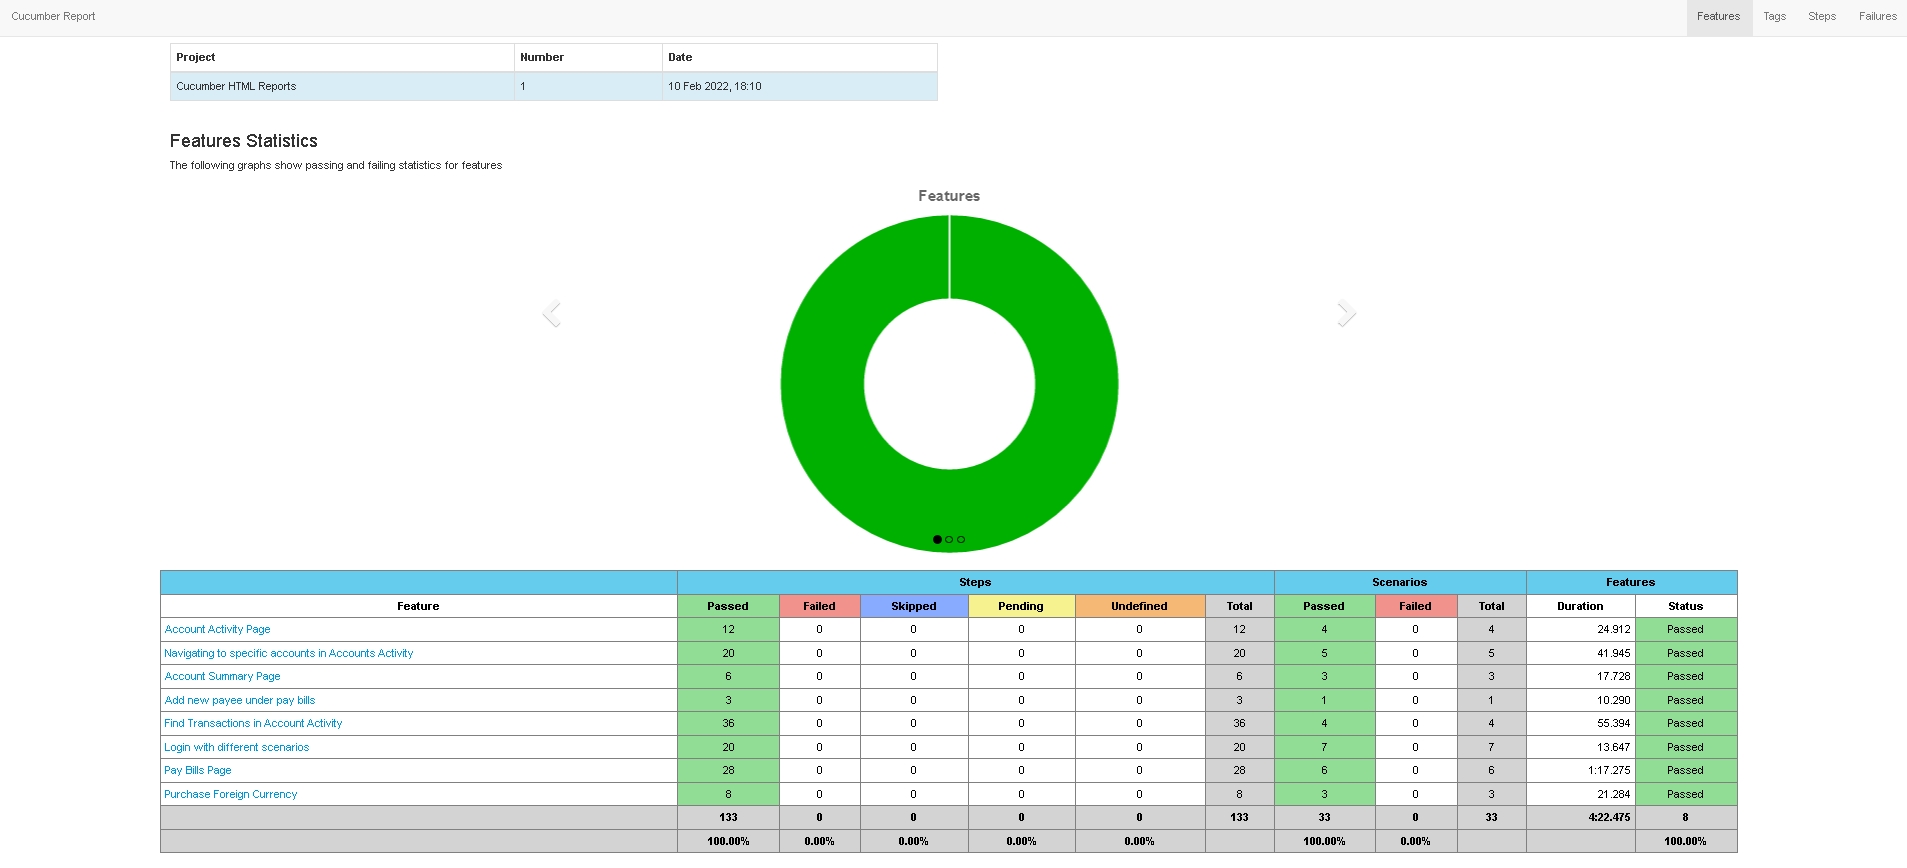 Cucumber Report Features Tags Steps Failures
Project Number Date
Cucumber HTML Reports 1 10 Feb 2022, 18:10
Features Statistics
The following graphs show passing and failing statistics for features
Features
Steps Scenarios Features
Feature Passed Failed Skipped Pending Undefined Total Passed Failed Total Duration Status
Account Activity Page 12 0 0 0 0 12 4 0 4 24.912 Passed
Navigating to specific accounts in Accounts Activity 20 0 0 0 0 20 5 0 5 41.945 Passed
Account Summary Page 6 0 0 0 0 6 3 0 3 17.728 Passed
Add new payee under pay bills 3 0 0 0 0 3 1 0 1 10.290 Passed
Find Transactions in Account Activity 36 0 0 0 0 36 4 0 4 55.394 Passed
Login with different scenarios 20 0 0 0 0 20 7 0 7 13.647 Passed
Pay Bills Page 28 0 0 0 0 28 6 0 6 1:17.275 Passed
Purchase Foreign Currency 8 0 0 0 0 8 3 0 3 21.284 Passed
133 0 0 0 0 133 33 0 33 4:22.475 8
100.00% 0.00% 0.00% 0.00% 0.00% 100.00% 0.00% 100.00%